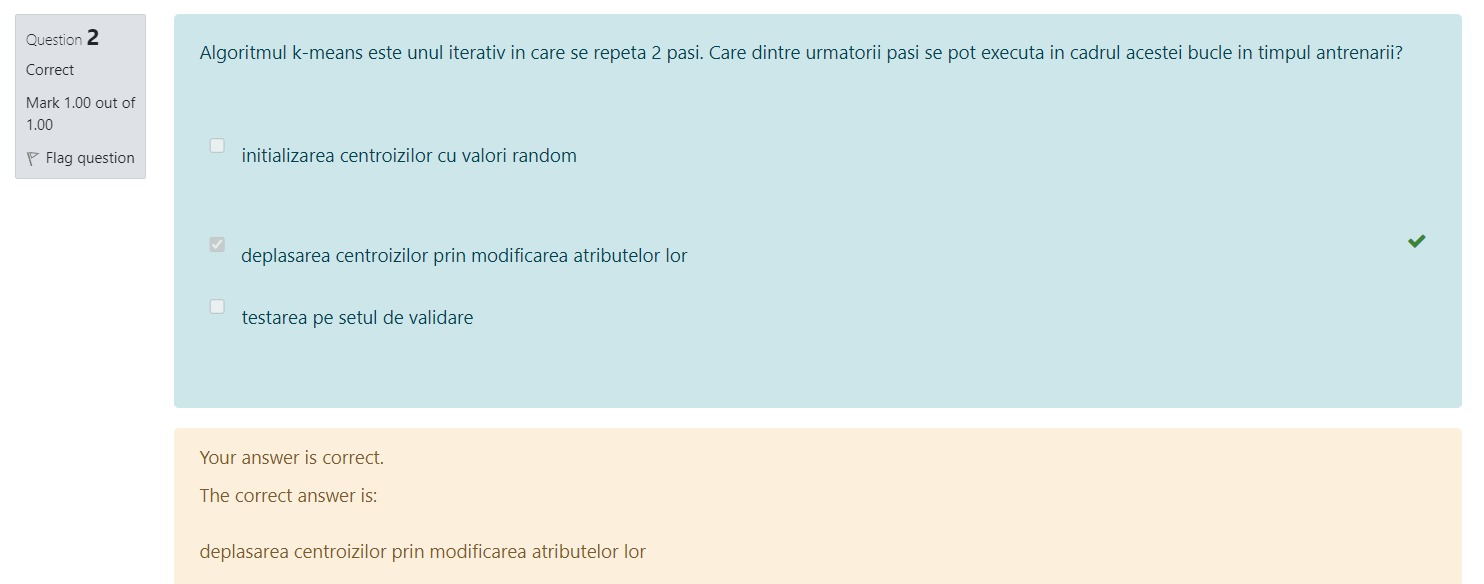 Question 2
Correct
Mark 1.00 out of
1.00
Flag question
Algoritmul k-means este unul iterativ in care se repeta 2 pasi. Care dintre urmatorii pasi se pot executa in cadrul acestei bucle in timpul antrenarii?
initializarea centroizilor cu valori random
deplasarea centroizilor prin modificarea atributelor lor
testarea pe setul de validare
Your answer is correct.
The correct answer is:
deplasarea centroizilor prin modificarea atributelor lor